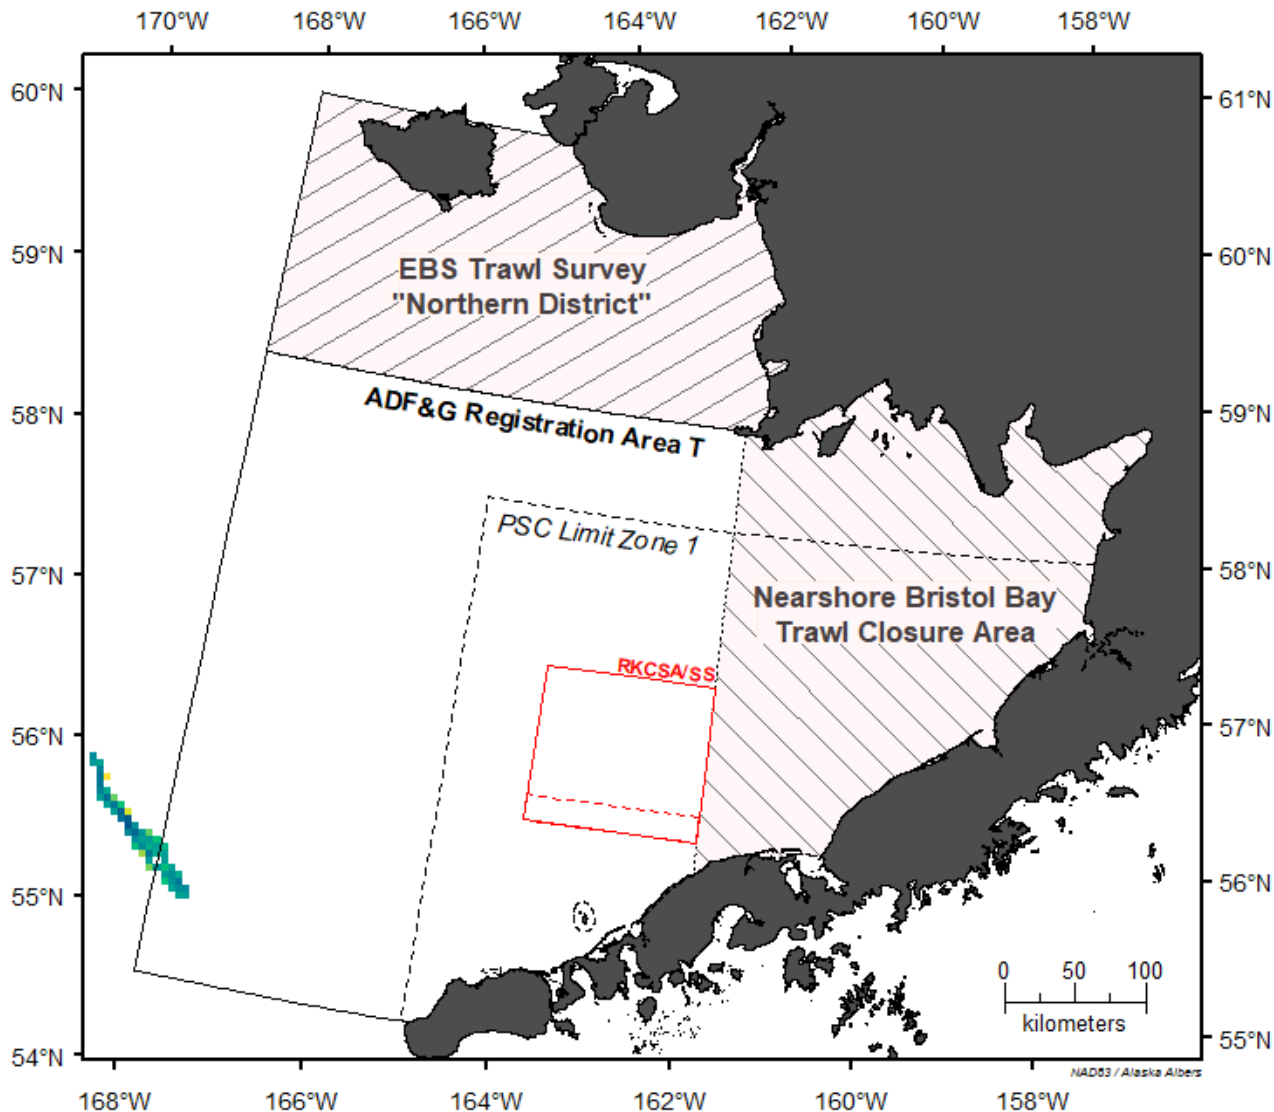 170°W 168°W 166°W 164°W 162°W 160°W 158°W
60°N
61°N
59°N
60°N
EBS Trawl Survey
"Northern District"
58°N
59°N
ADF&G Registration Area T
PSC Limit Zone 1
57°N
58°N
Nearshore Bristol Bay
Trawl Closure Area
RKCSA/SS
56°N
57°N
55°N
56°N
0 50 100
kilometers
54°N
55°N
NAD83 / Alaska Albers
168°W 166°W 164°W 162°W 160°W 158°W